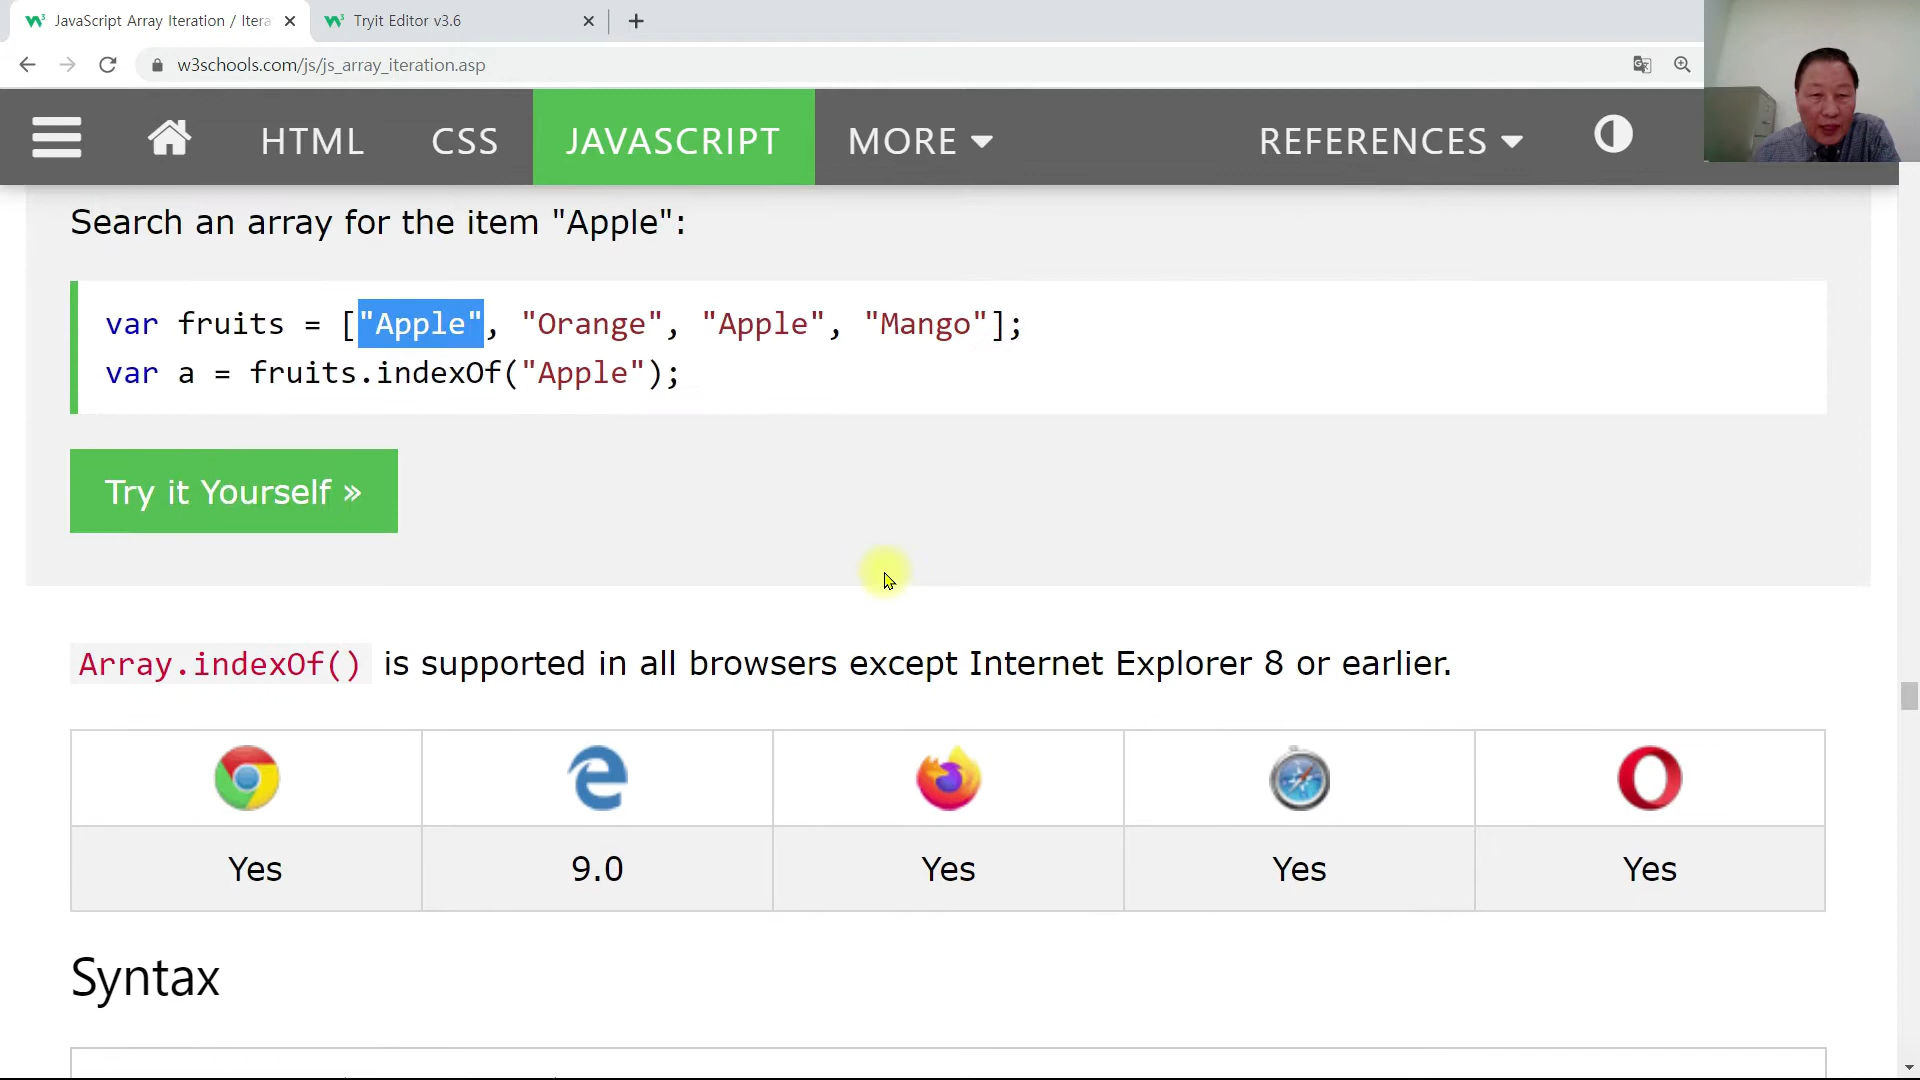 JavaScript Array Iteration / Itera
Tryit Editor v3.6
w3schools.com/js/js_array_iteration.asp
HTML CSS JAVASCRIPT MORE REFERENCES
Search an array for the item "Apple":
var fruits = ["Apple", "Orange", "Apple", "Mango"];
var a = fruits.indexOf("Apple");
Try it Yourself »
Array.indexOf() is supported in all browsers except Internet Explorer 8 or earlier.
Yes 9.0 Yes Yes Yes
Syntax